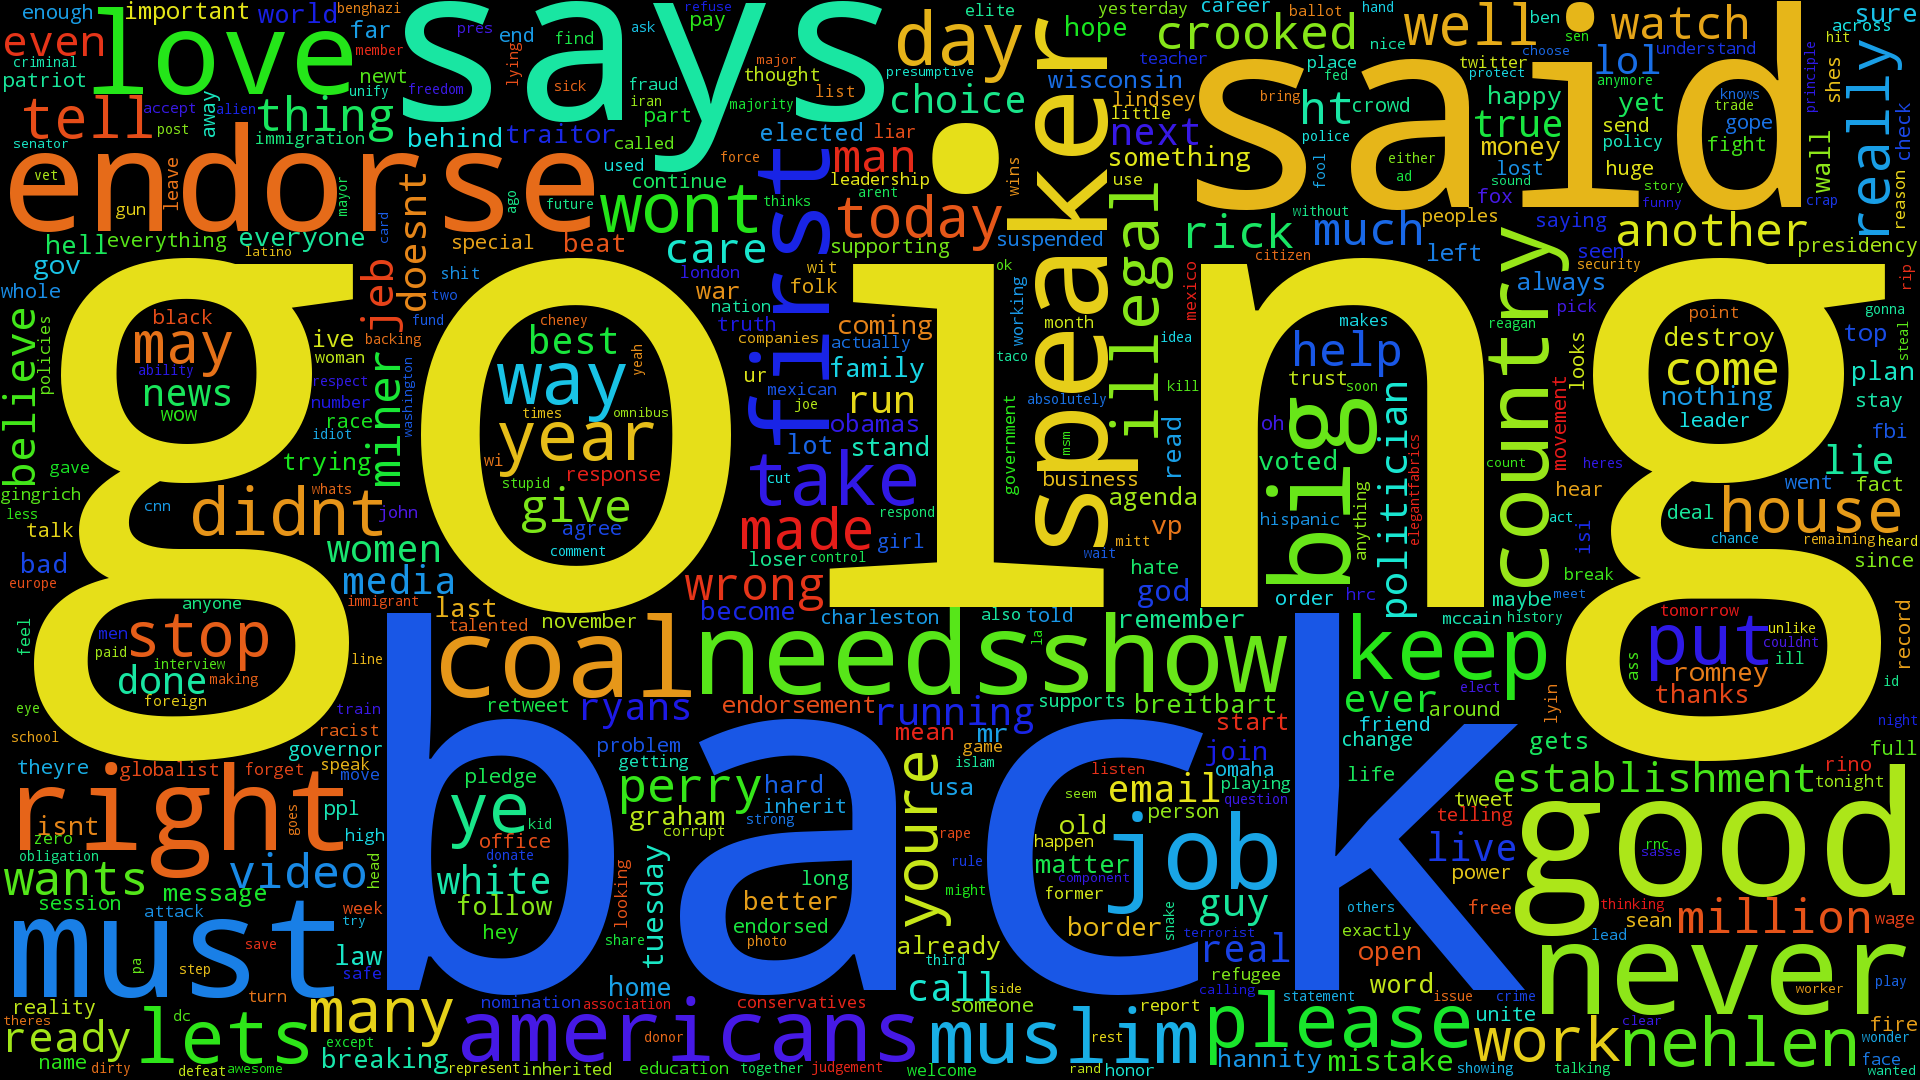 going
back
says
said
endorse
love
speaker
good
never
right
must
needs
show
coal
keep
job
country
house
first
illegal
big
americans
muslim
please
work
nehlen
many
lets
ready
wants
video
didnt
believe
tell
even
thing
wont
today
man
care
day
choice
crooked
well
watch
lol
really
another
much
rick
next
ht
true
money
something
take
made
wrong
run
family
coming
way
year
best
give
may
news
stop
done
women
media
miner
jeb
doesnt
trying
come
destroy
nothing
leader
point
put
romney
thanks
help
voted
politician
agenda
business
establishment
million
real
guy
border
email
perry
ye
white
follow
youre
call
running
ryans
endorsement
breitbart
remember
god
hate
vp
ever
live
open
word
mistake
hannity
tuesday
home
law
better
endorsed
graham
inherit
hard
office
pledge
hey
kid
donate
important
world
enough
benghazi
far
newt
patriot
criminal
member
pres
end
find
ask
pay
refuse
lying
sick
fraud
iran
part
major
thought
list
majority
presumptive
elite
yesterday
hope
career
ballot
hand
nice
ben
sen
sure
across
hit
teacher
place
fed
twitter
choose
understand
protect
anymore
shes
wisconsin
lindsey
little
bring
crowd
happy
yet
knows
trade
gope
principle
send
policy
fight
wall
check
reason
police
either
ad
lost
huge
fox
sound
story
funny
crap
fool
use
wins
freedom
unify
accept
alien
away
post
immigration
senator
behind
traitor
called
elected
liar
used
force
leadership
arent
continue
thinks
supporting
future
ago
vet
leave
gun
mayor
card
hell
everything
everyone
latino
special
beat
gov
whole
shit
two
fund
london
nation
war
wit
folk
truth
companies
actually
suspended
ok
working
month
without
peoples
saying
left
citizen
seen
security
presidency
always
rip
mexico
idea
taco
kill
absolutely
makes
reagan
pick
gonna
top
steal
looks
plan
stay
trust
soon
oh
movement
count
heres
fbi
lie
went
fact
hear
deal
act
isi
chance
remaining
heard
since
break
maybe
meet
history
mccain
hrc
order
hispanic
anything
elegantfabrics
read
msm
government
wait
mitt
respond
obamas
lot
stand
joe
mexican
ur
cut
loser
control
girl
become
charleston
also
told
la
supports
black
ability
wow
ive
woman
backing
respect
number
race
idiot
washington
whats
cnn
john
policies
gave
gingrich
less
talk
bad
europe
anyone
men
paid
interview
making
foreign
feel
line
immigrant
last
talented
november
retweet
cheney
yeah
times
omnibus
wi
stupid
response
agree
comment
tomorrow
unlike
couldnt
ill
ass
record
id
lyin
elect
around
friend
change
gets
life
night
full
rino
tonight
eye
school
train
racist
governor
speak
theyre
globalist
forget
move
ppl
goes
isnt
zero
high
obligation
head
message
session
attack
week
try
save
safe
pa
step
turn
reality
theres
dc
name
dirty
defeat
awesome
except
breaking
represent
inherited
nomination
association
donor
education
together
judgement
conservatives
welcome
rand
honor
rest
report
someone
side
third
already
might
rule
rape
usa
islam
game
mr
mean
start
listen
seem
join
omaha
playing
question
person
old
happen
matter
component
former
snake
terrorist
refugee
calling
statement
issue
crime
unite
showing
talking
clear
worker
play
wonder
fire
face
wanted
lead
sean
wage
thinking
rnc
sasse
power
telling
tweet
free
others
exactly
problem
getting
corrupt
strong
long
photo
looking
share